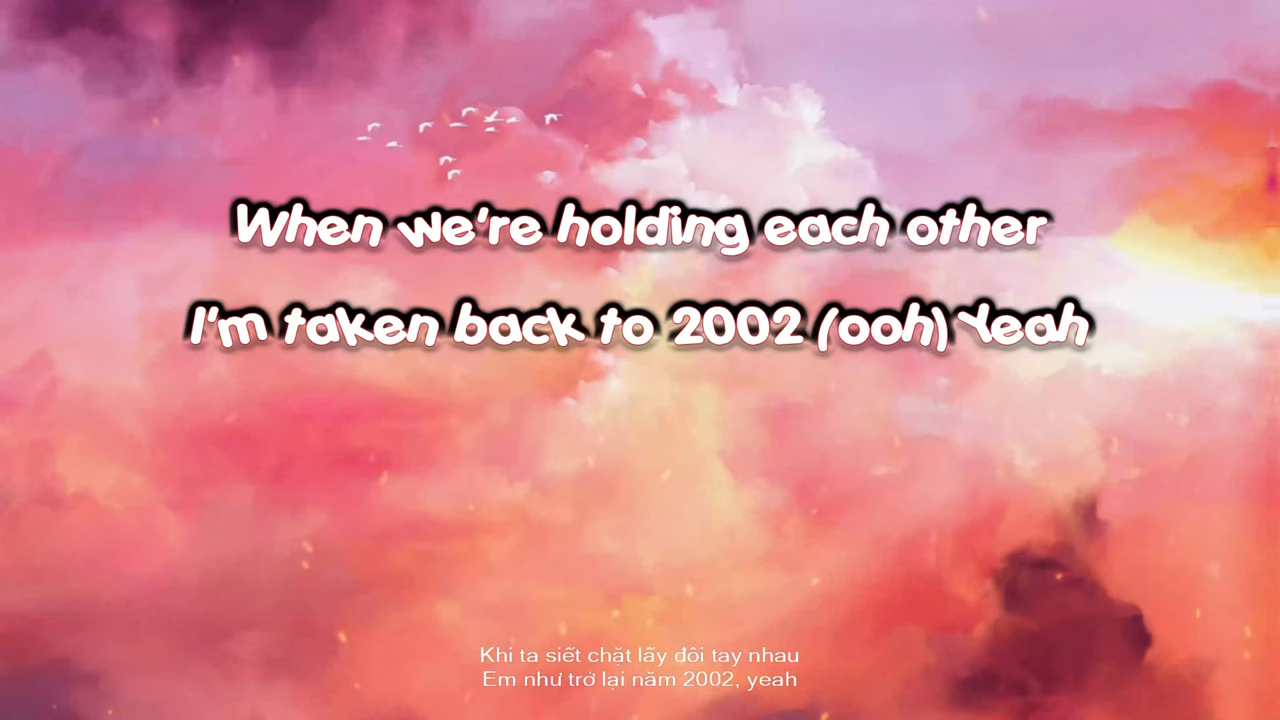 When we're holding each other
I'm taken back to 2002 (ooh) Yeah
Khi ta siết chặt lấy đôi tay nhau
Em như trở lại năm 2002, yeah